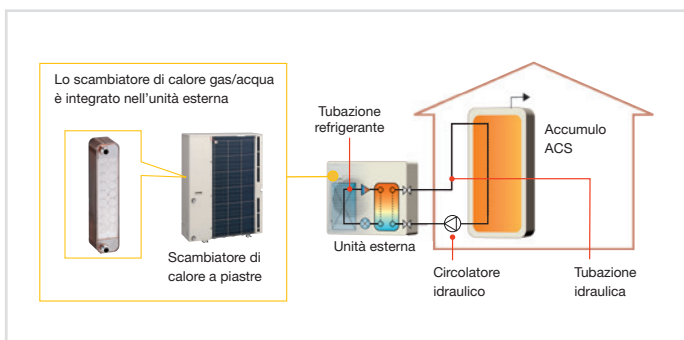 Lo scambiatore di calore gas/acqua
è integrato nell'unità esterna
Tubazione
refrigerante
Accumulo
ACS
Scambiatore di
calore a piastre
Unità esterna
Circolatore
idraulico
Tubazione
idraulica